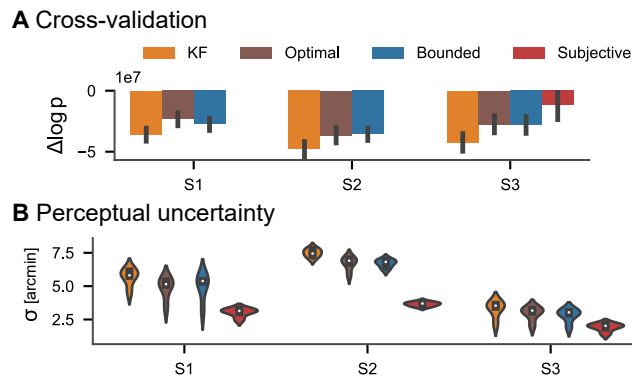 A Cross-validation
KF Optimal Bounded Subjective
1e7
0
Δlog p
−5
S1 S2 S3
B Perceptual uncertainty
7.5
5.0
2.5
σ [arcmin]
S1 S2 S3